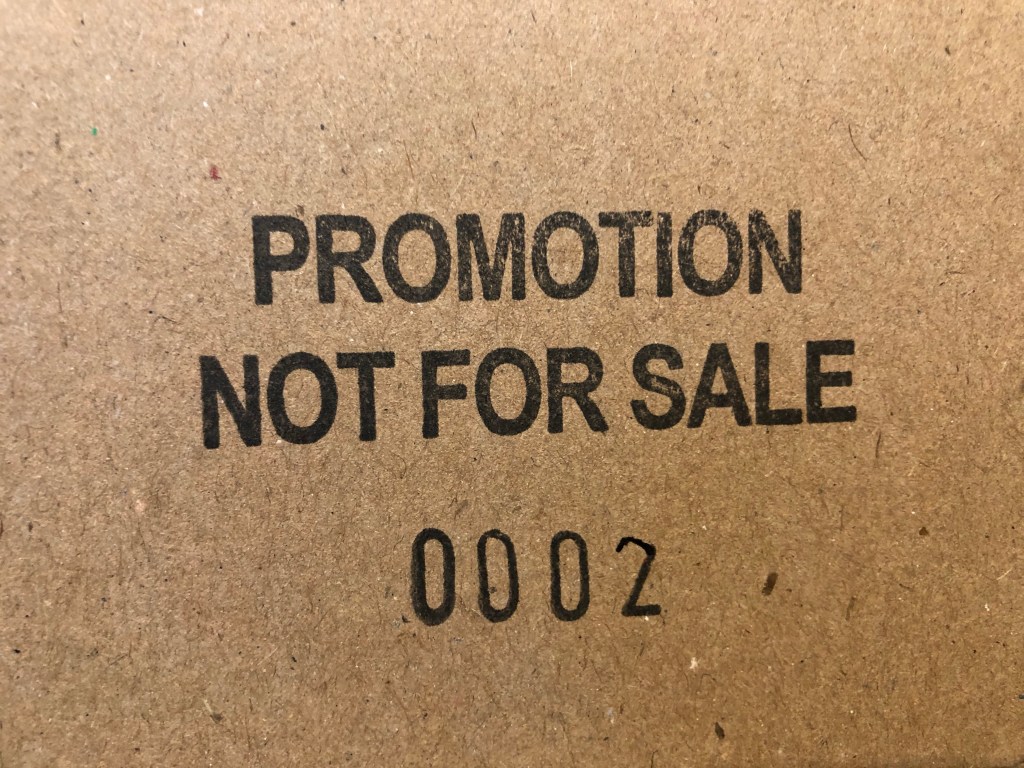 PROMOTION
NOT FOR SALE
0002